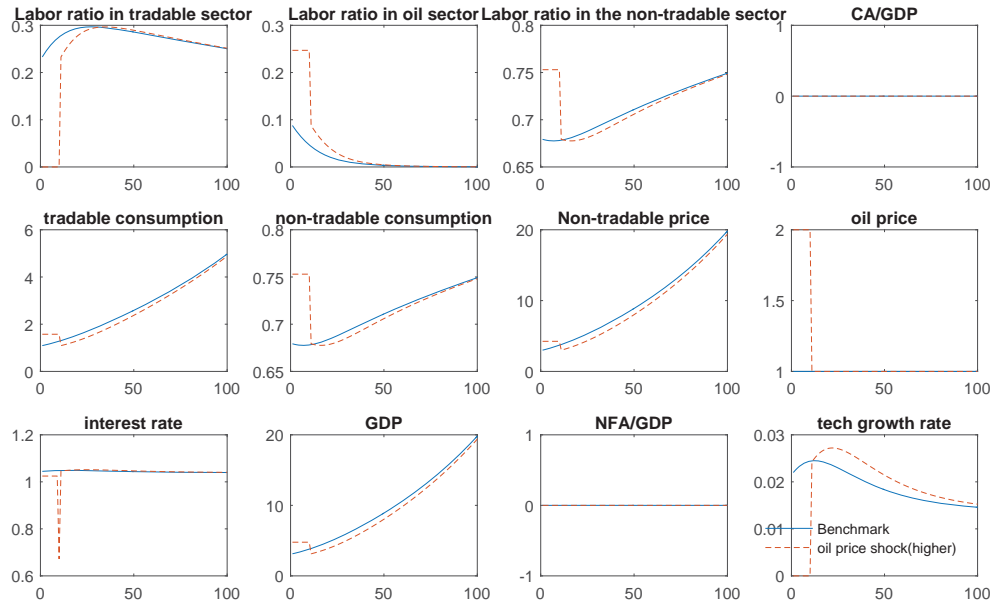 Labor ratio in tradable sector
0.3
0.2
0.1
0
0 50 100
Labor ratio in oil sector
0.3
0.2
0.1
0
0 50 100
Labor ratio in the non-tradable sector
0.8
0.75
0.7
0.65
0 50 100
CA/GDP
1
0
-1
0 50 100
tradable consumption
6
4
2
0
0 50 100
non-tradable consumption
0.8
0.75
0.7
0.65
0 50 100
Non-tradable price
20
10
0
0 50 100
oil price
2
1.5
1
0 50 100
interest rate
1.2
1
0.8
0.6
0 50 100
GDP
20
10
0
0 50 100
NFA/GDP
1
0
-1
0 50 100
tech growth rate
0.03
0.02
0.01
0
0 50 100
Benchmark
oil price shock(higher)